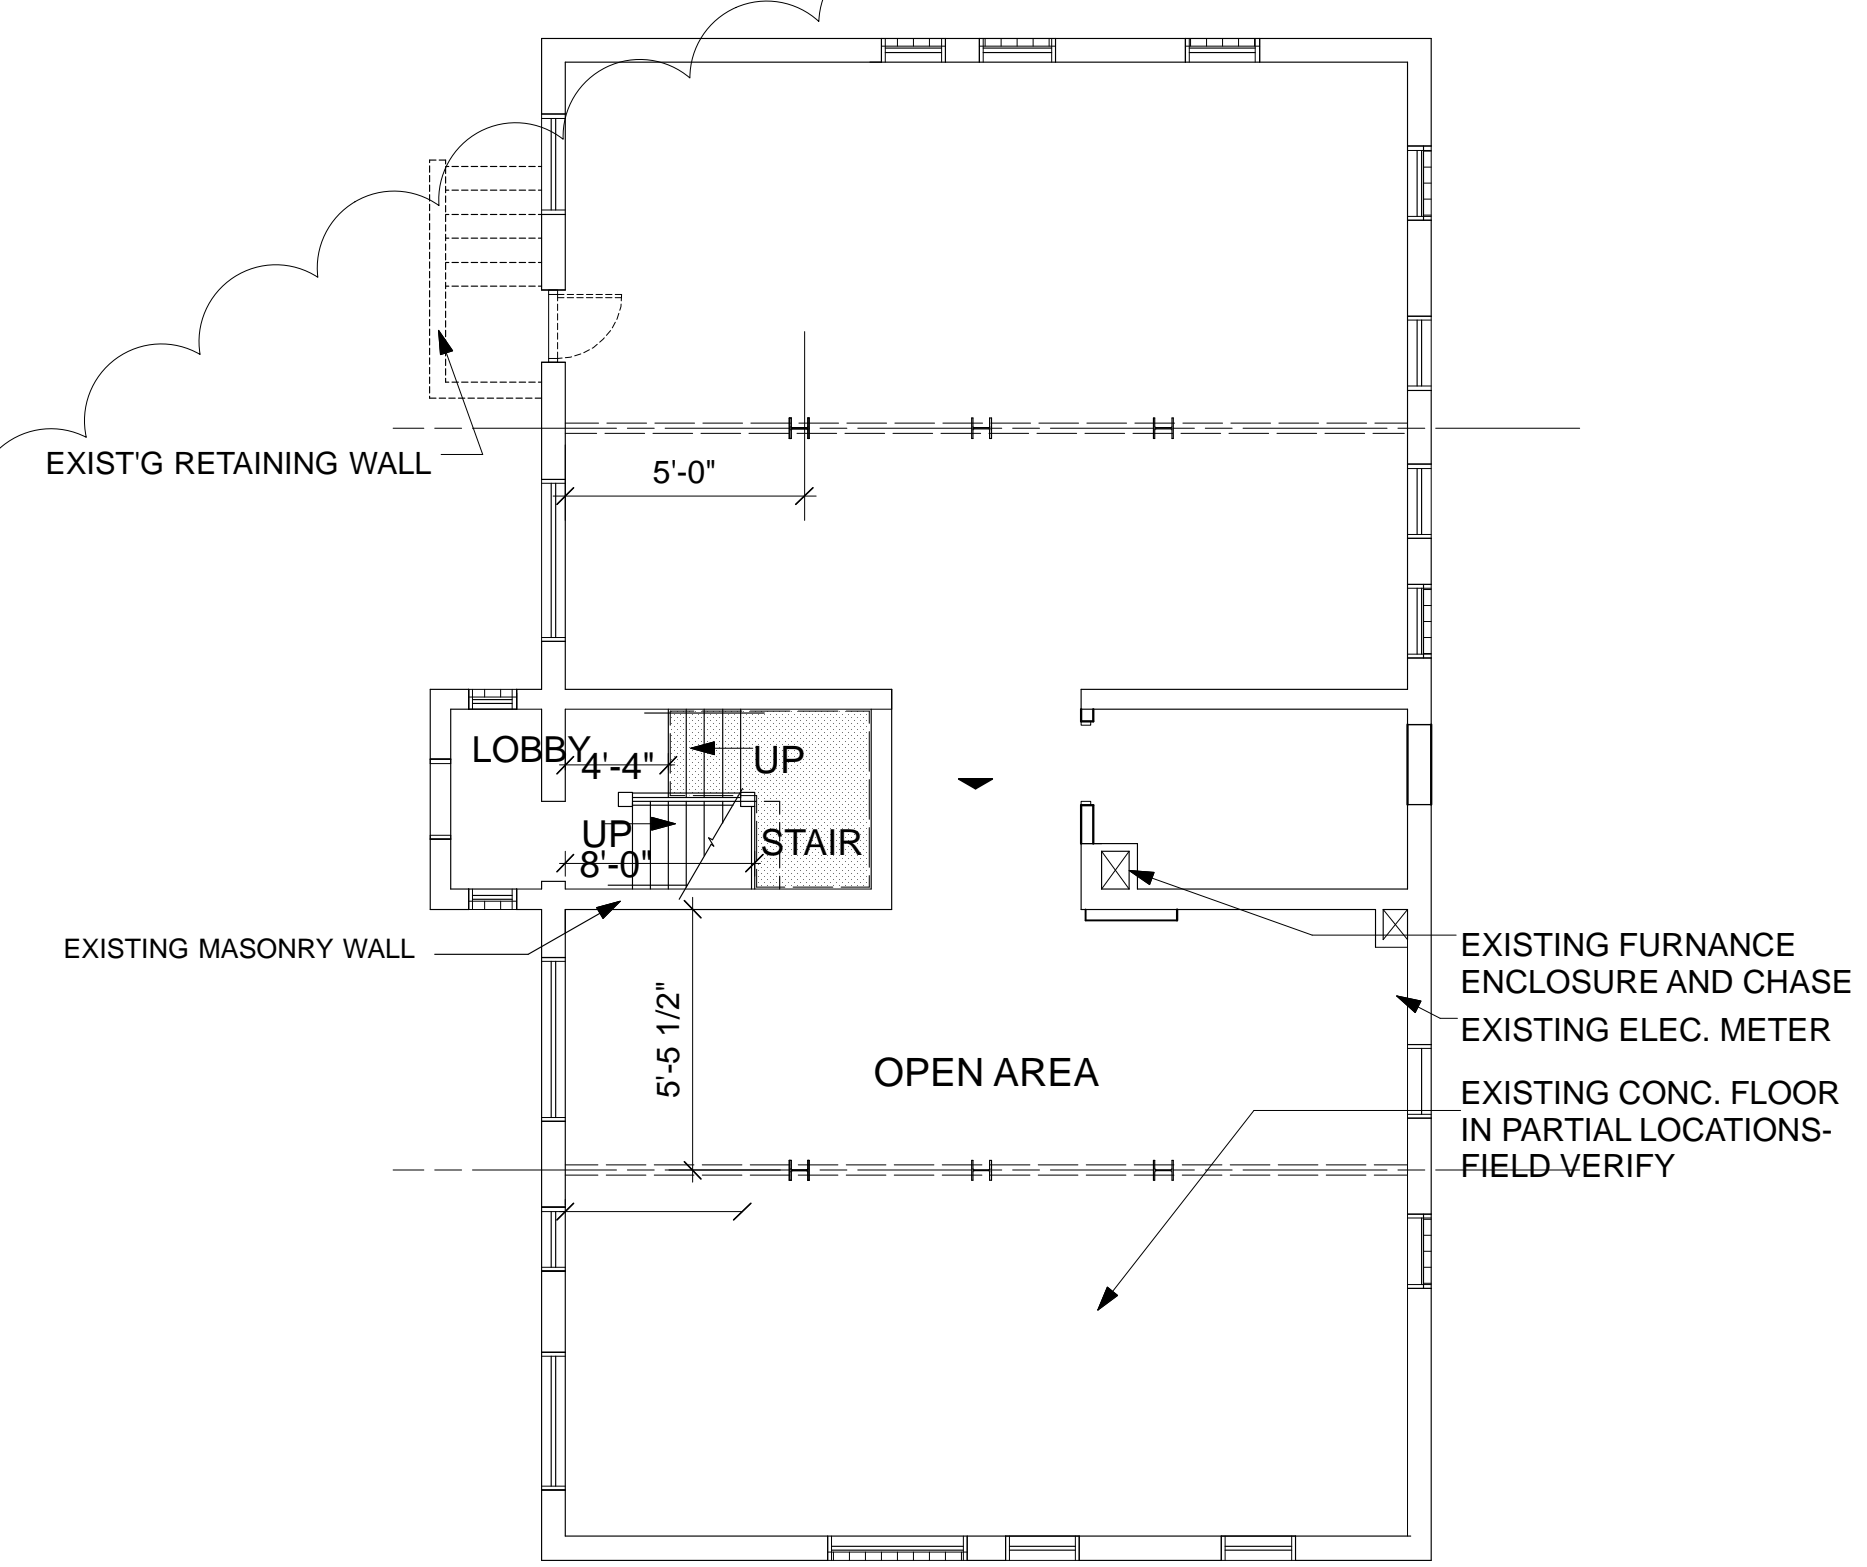 EXIST'G RETAINING WALL
5'-0"
LOBBY
4'-4"
UP
UP
8'-0"
STAIR
EXISTING MASONRY WALL
5'-5 1/2"
OPEN AREA
EXISTING FURNANCE
ENCLOSURE AND CHASE
EXISTING ELEC. METER
EXISTING CONC. FLOOR
IN PARTIAL LOCATIONS-
FIELD VERIFY